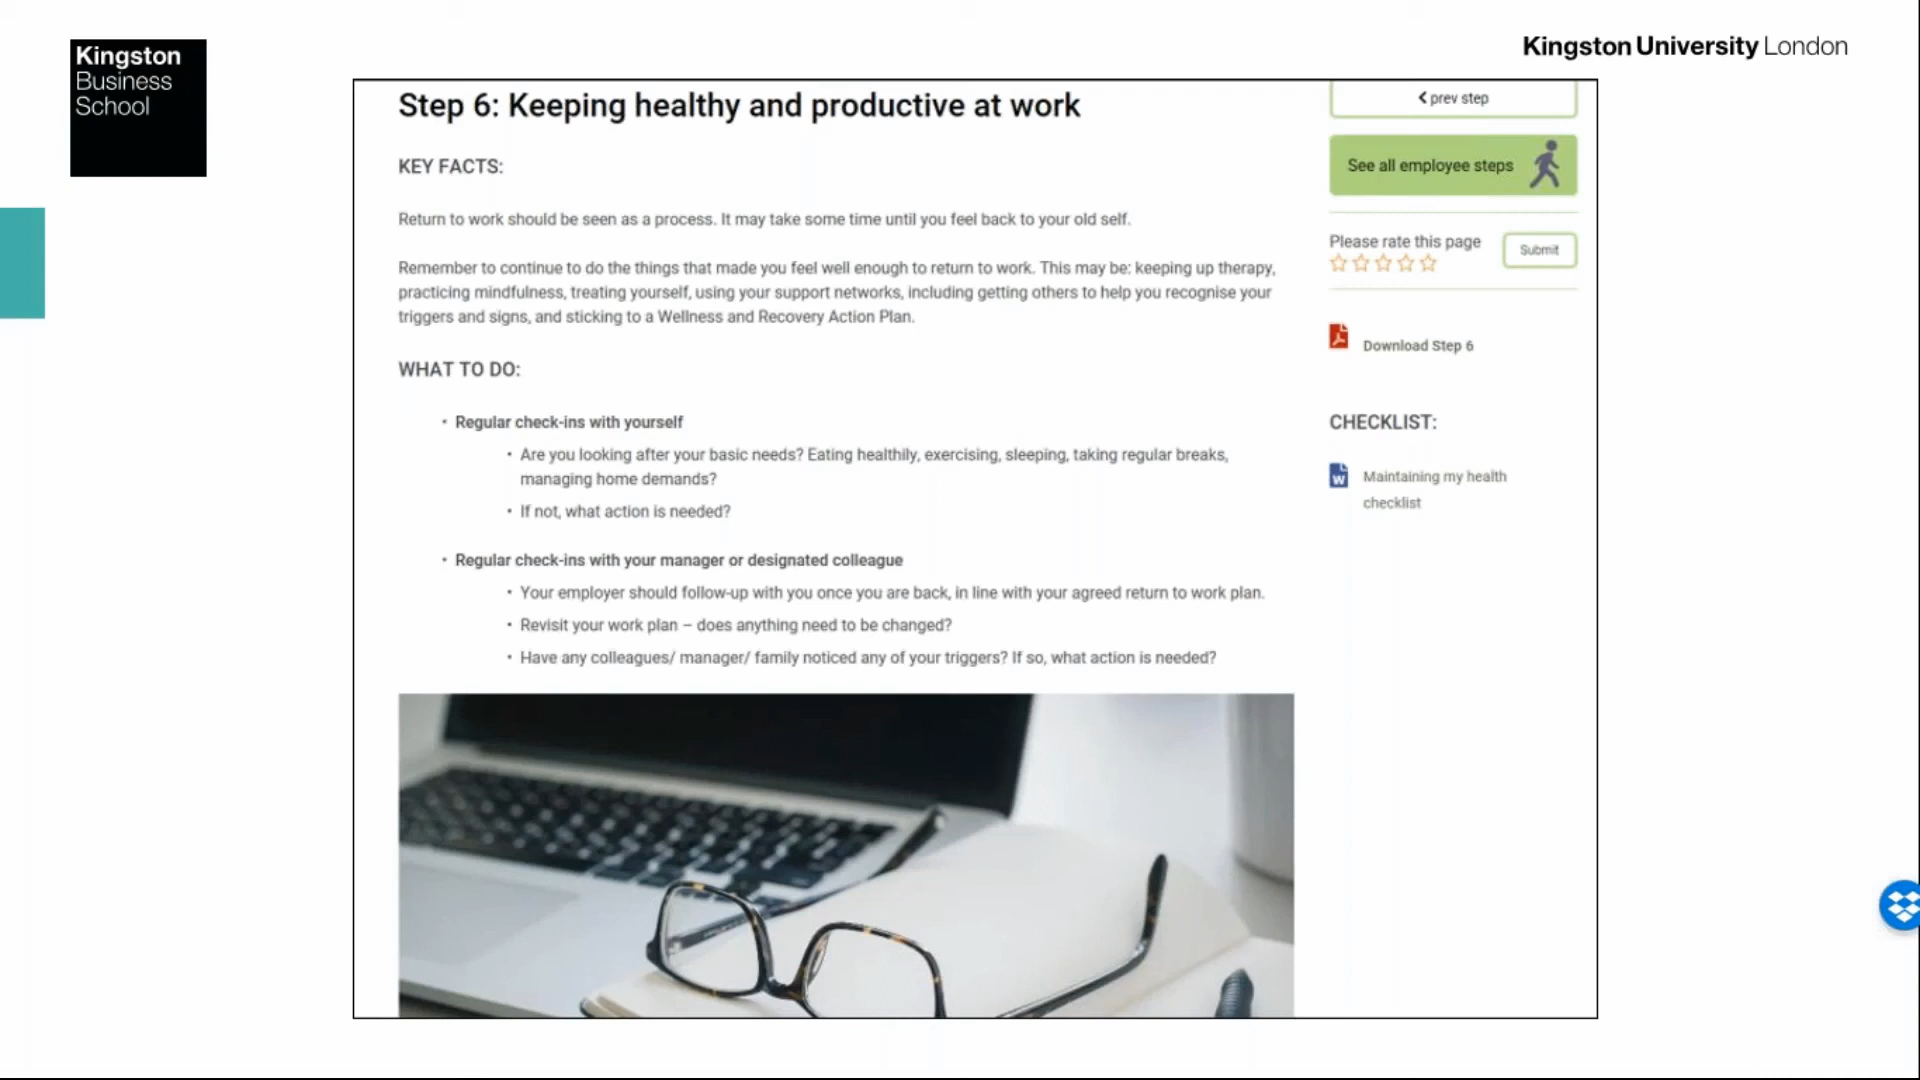 Kingston
Business
School
Kingston University London
Step 6: Keeping healthy and productive at work
KEY FACTS:
Return to work should be seen as a process. It may take some time until you feel back to your old self.
Remember to continue to do the things that made you feel well enough to return to work. This may be: keeping up therapy,
practicing mindfulness, treating yourself, using your support networks, including getting others to help you recognise your
triggers and signs, and sticking to a Wellness and Recovery Action Plan.
WHAT TO DO:
• Regular check-ins with yourself
• Are you looking after your basic needs? Eating healthily, exercising, sleeping, taking regular breaks,
managing home demands?
• If not, what action is needed?
• Regular check-ins with your manager or designated colleague
• Your employer should follow-up with you once you are back, in line with your agreed return to work plan.
• Revisit your work plan – does anything need to be changed?
• Have any colleagues/ manager/ family noticed any of your triggers? If so, what action is needed?
prev step
See all employee steps
Please rate this page
Submit
Download Step 6
CHECKLIST:
W
Maintaining my health
checklist